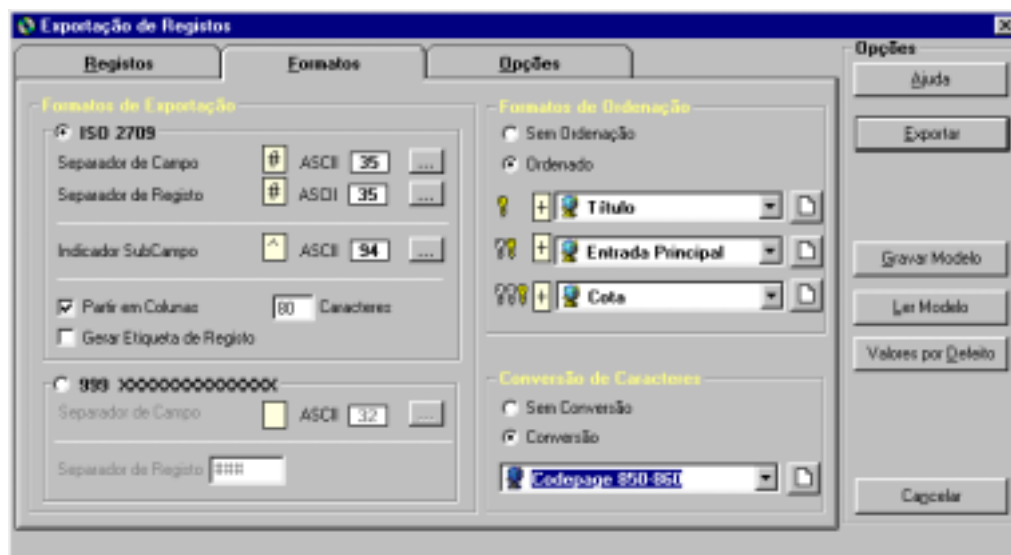 Exportação de Registos
Registos
Formatos
Opções
Formatos de Exportação
ISO 2709
Separador de Campo # ASCII 35 ...
Separador de Registo # ASCII 35 ...
Indicador SubCampo ^ ASCII 94 ...
Partir em Colunas 80 Caracteres
Gerar Etiqueta de Registo
999 XXXXXXXXXXXXXXX
Separador de Campo ASCII 32 ...
Separador de Registo ###
Formatos de Ordenação
Sem Ordenação
Ordenado
+ Título
+ Entrada Principal
+ Cota
Conversão de Caracteres
Sem Conversão
Conversão
Codepage 850-860
Opções
Ajuda
Exportar
Gravar Modelo
Ler Modelo
Valores por Defeito
Cancelar